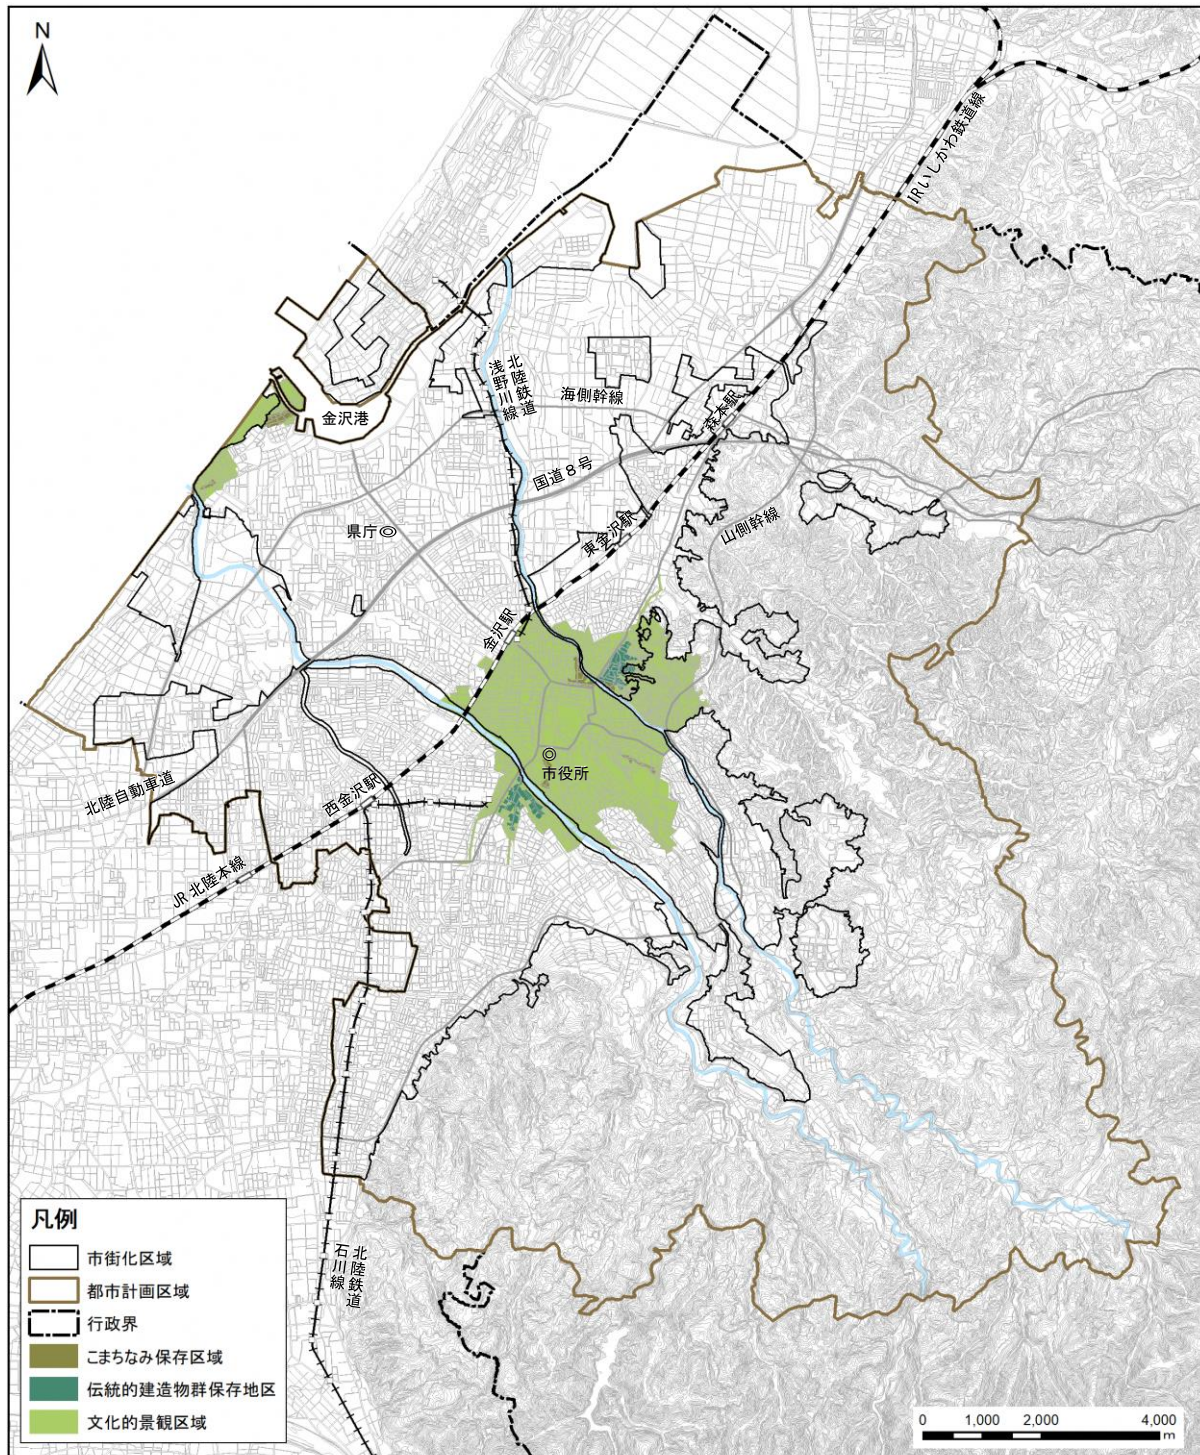 N
IRいしかわ鉄道線
金沢港
北陸鉄道
浅野川線
海側幹線
森本駅
国道8号
県庁
東金沢駅
山側幹線
金沢駅
市役所
北陸自動車道
西金沢駅
JR北陸本線
北陸鉄道
石川線
凡例
市街化区域
都市計画区域
行政界
こまちなみ保存区域
伝統的建造物群保存地区
文化的景観区域
0 1,000 2,000 4,000
m